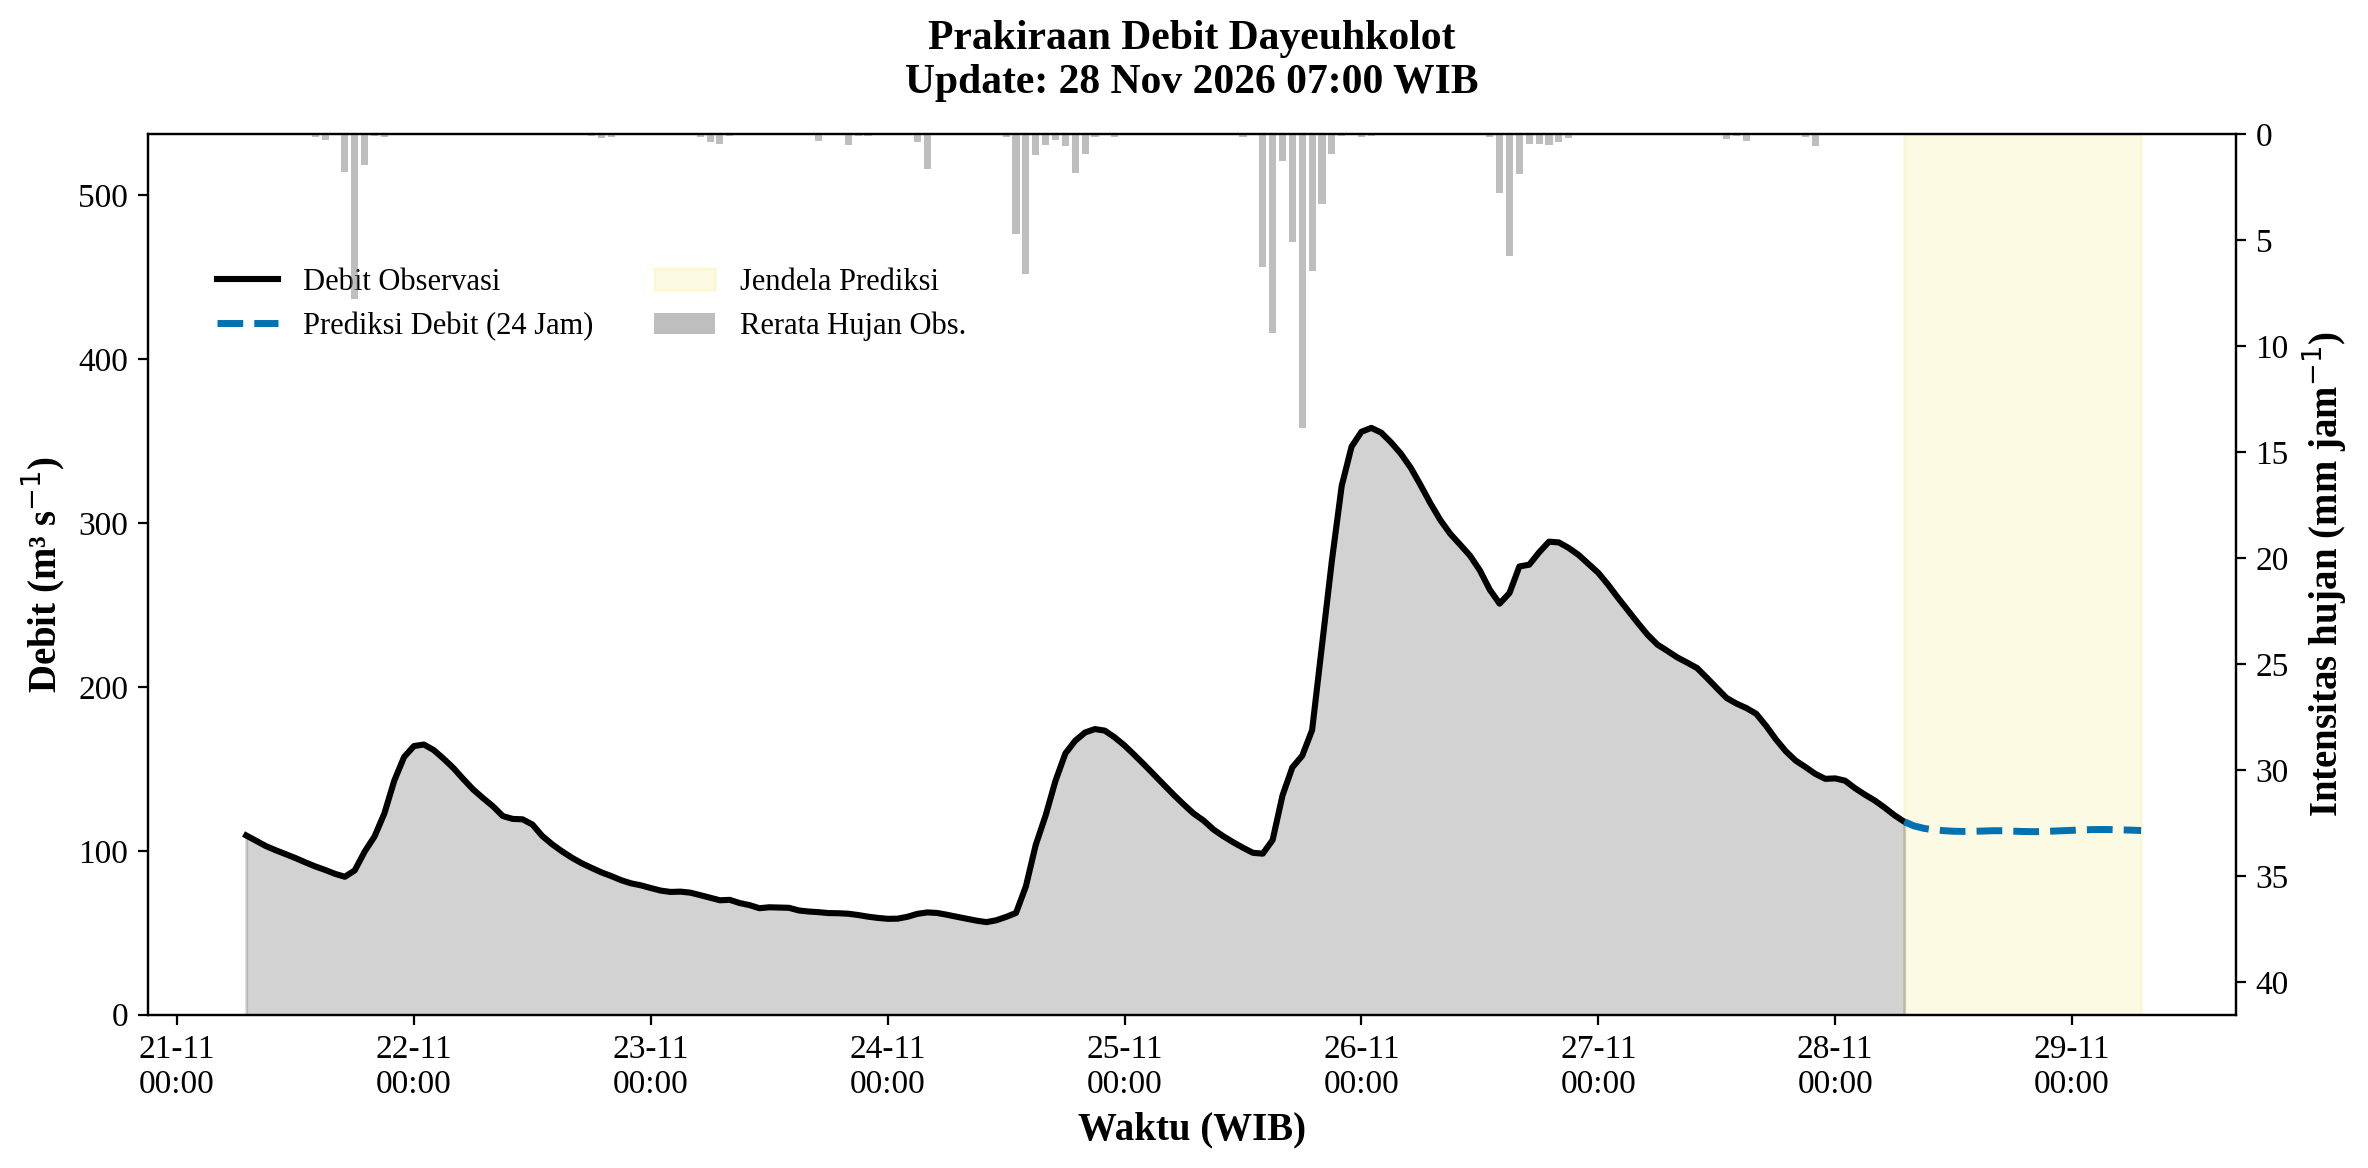 Prakiraan Debit Dayeuhkolot
Update: 28 Nov 2026 07:00 WIB
Debit Observasi
Prediksi Debit (24 Jam)
Jendela Prediksi
Rerata Hujan Obs.
Debit (m³ s⁻¹)
500
400
300
200
100
0
Intensitas hujan (mm jam⁻¹)
0
5
10
15
20
25
30
35
40
21-11 22-11 23-11 24-11 25-11 26-11 27-11 28-11 29-11
00:00 00:00 00:00 00:00 00:00 00:00 00:00 00:00 00:00
Waktu (WIB)